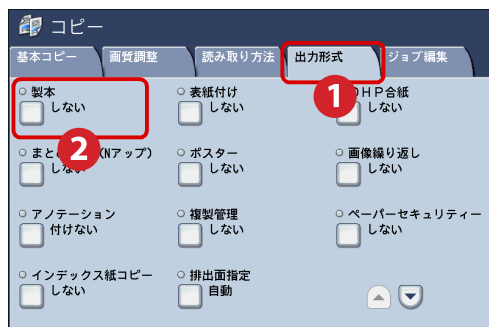 コピー
基本コピー 画質調整 読み取り方法 出力形式 ジョブ編集
製本 表紙付け HP合紙
しない しない しない
1
2
まと (Nアップ) ポスター 画像繰り返し
しない しない しない
アノテーション 複製管理 ペーパーセキュリティー
付けない しない しない
インデックス紙コピー 排出面指定
しない 自動